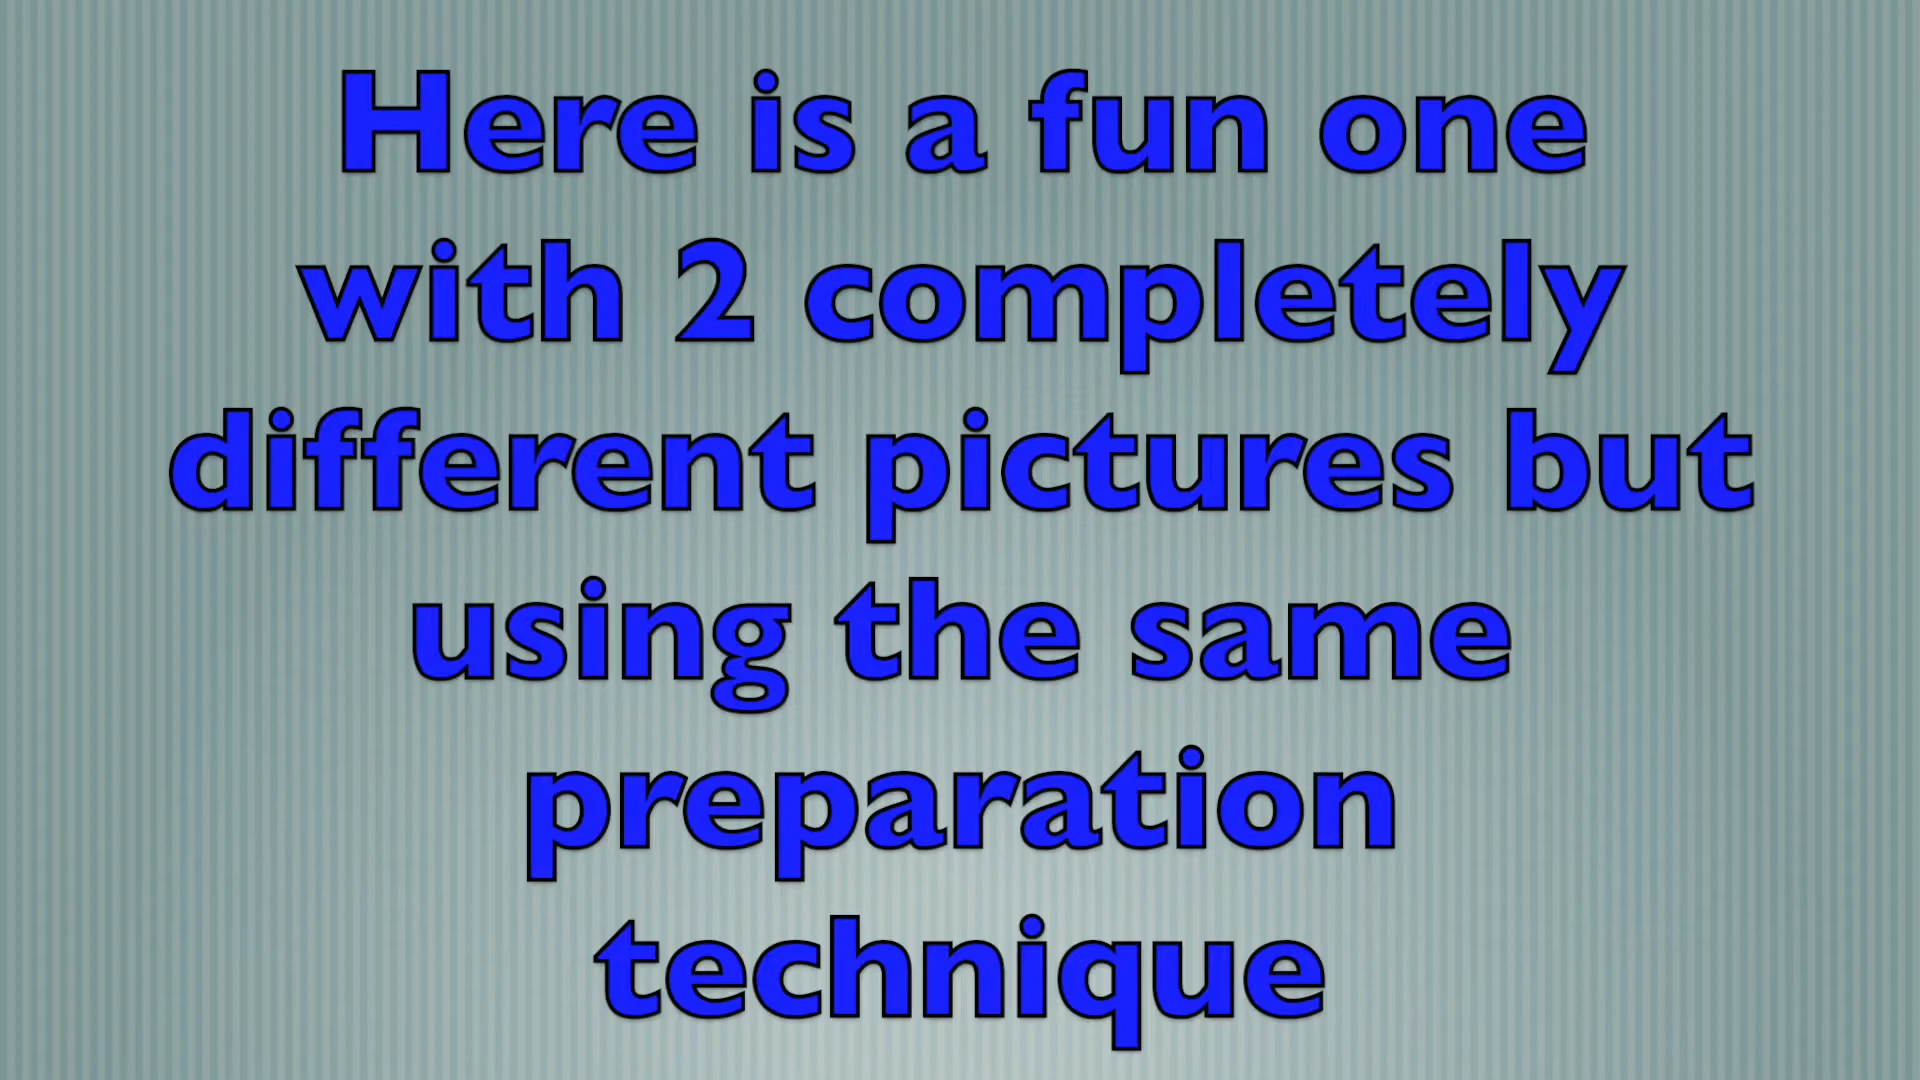 Here is a fun one
with 2 completely
different pictures but
using the same
preparation
technique